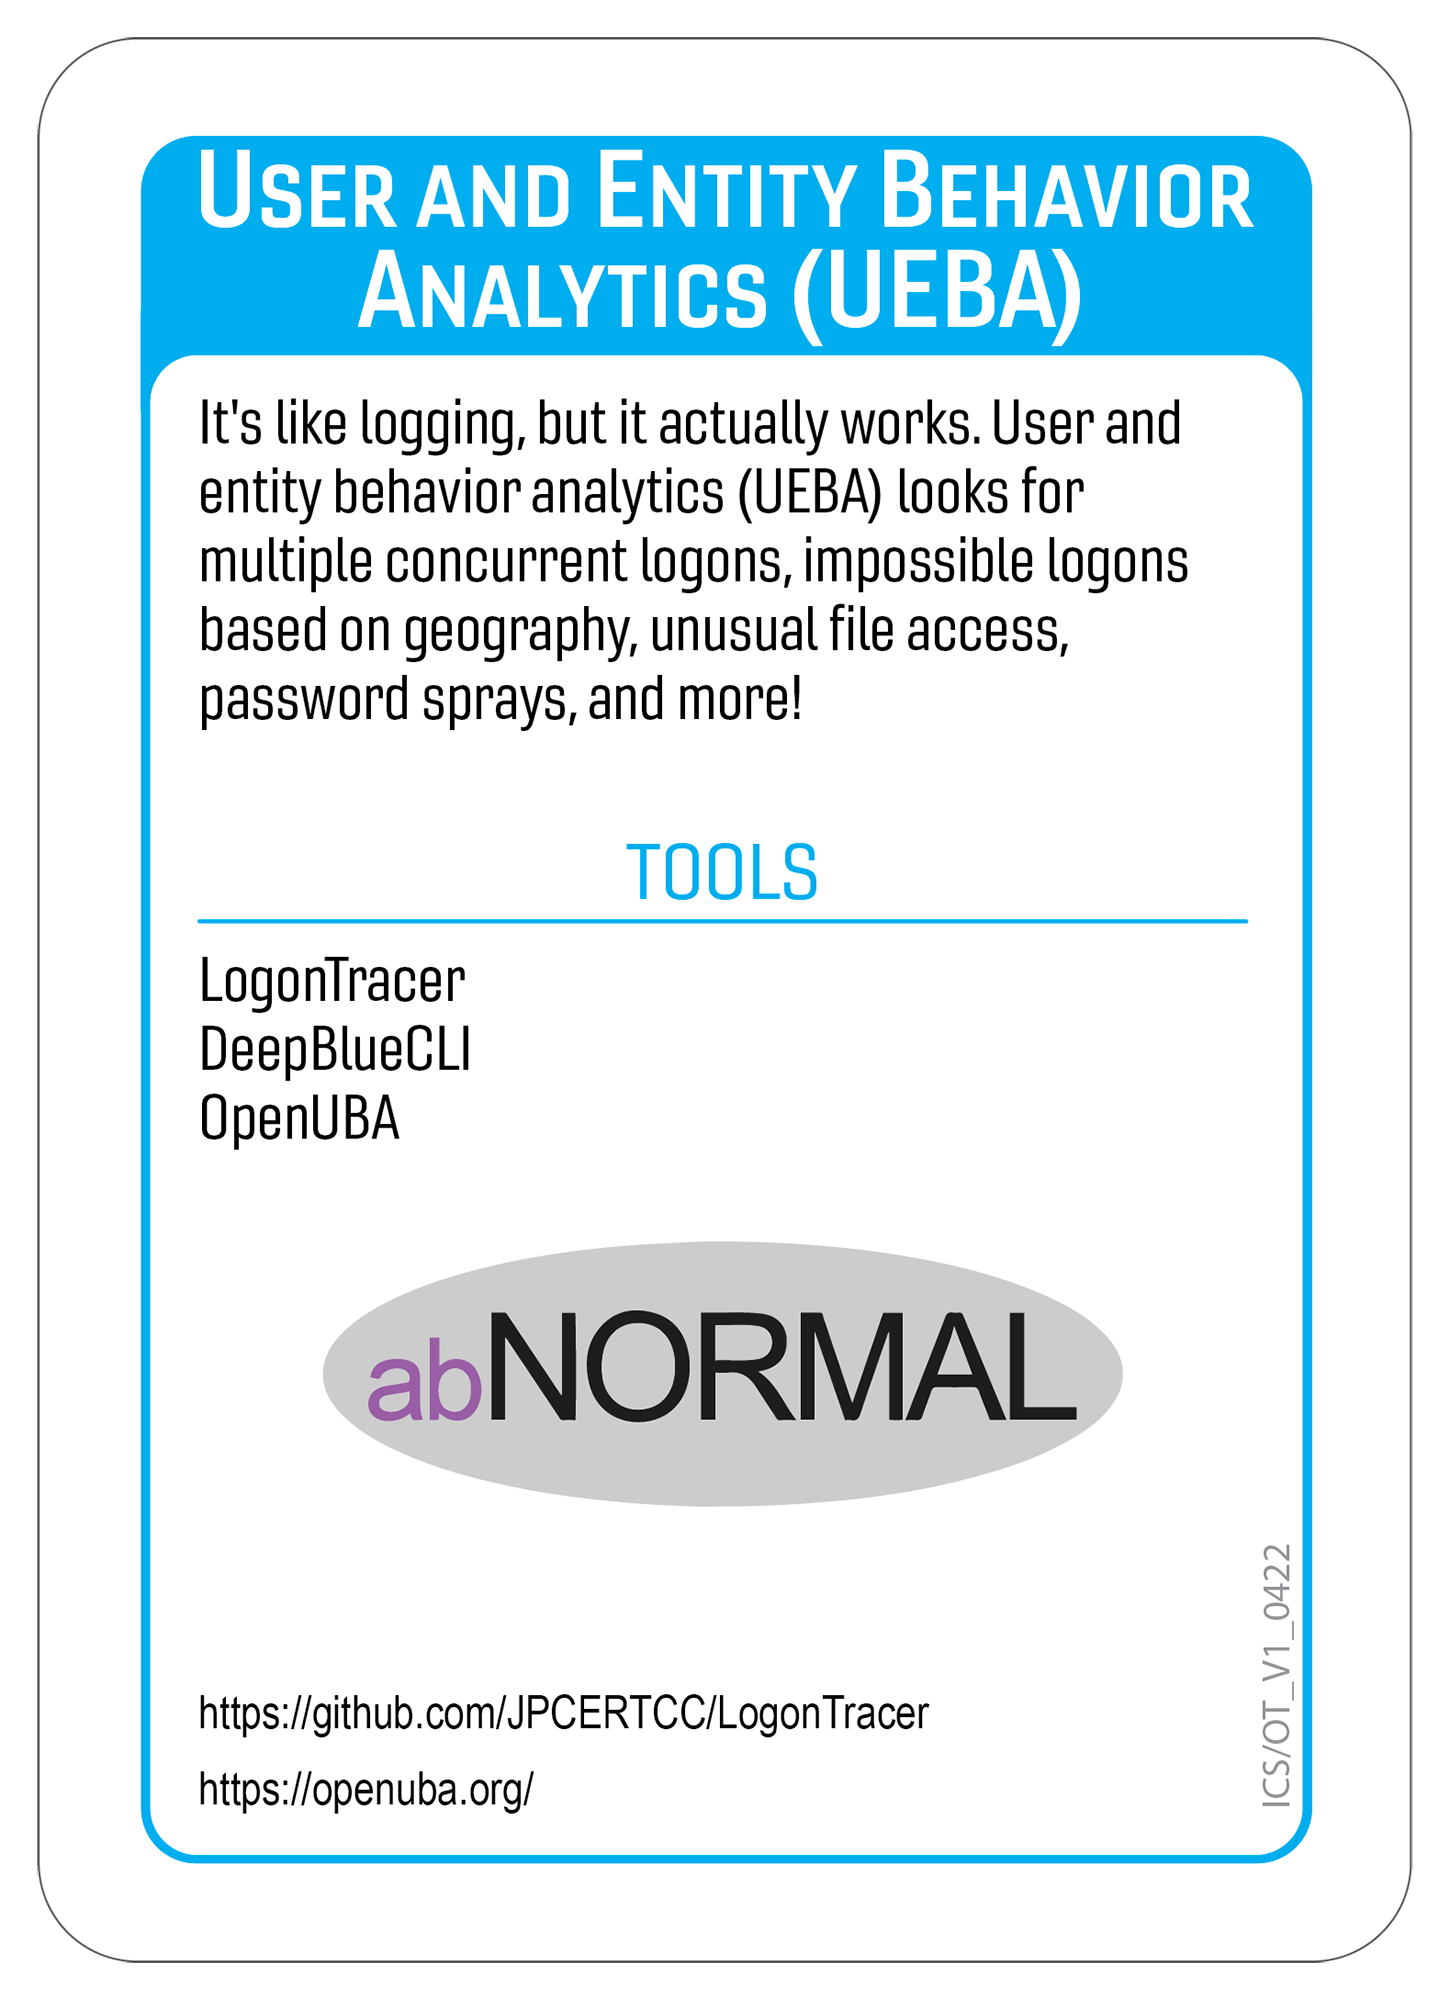 USER AND ENTITY BEHAVIOR
ANALYTICS (UEBA)
It's like logging, but it actually works. User and
entity behavior analytics (UEBA) looks for
multiple concurrent logons, impossible logons
based on geography, unusual file access,
password sprays, and more!
TOOLS
LogonTracer
DeepBlueCLI
OpenUBA
abNORMAL
https://github.com/JPCERTCC/LogonTracer
https://openuba.org/
ICS/OT_V1_0422